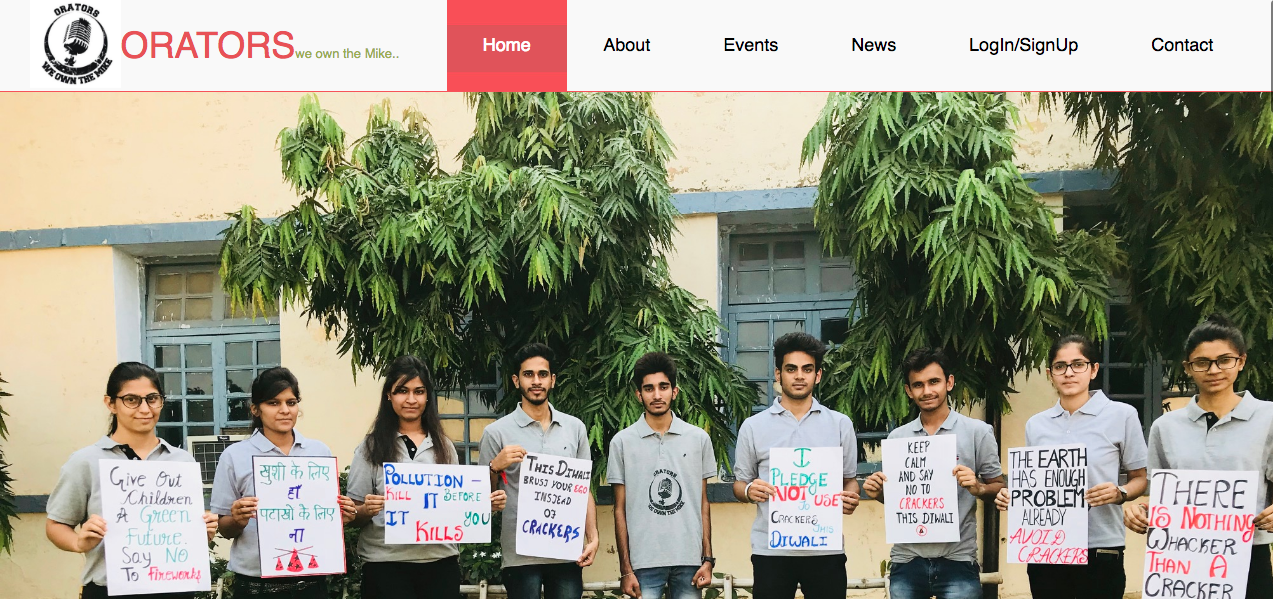 ORATORS
WE OWN THE MIKE
ORATORS we own the Mike..
Home About Events News LogIn/SignUp Contact
Give Out
Children
A Green
Future.
Say NO
To Fireworks
खुशी के लिए
हाँ
पटाखों के लिए
ना
POLLUTION –
KILL IT BEFORE
IT KILLS YOU
THIS DIWALI
BRUST YOUR EGO
INSTEAD
OF
CRACKERS
ORATORS
WE OWN THE MIKE
I
PLEDGE
NOT USE
TO
CRACKERS THIS
DIWALI
KEEP
CALM
AND SAY
NO TO
CRACKERS
THIS DIWALI
THE EARTH
HAS ENOUGH
PROBLEM
ALREADY
AVOID
CRACKERS
THERE
IS NOTHING
WHACKER
THAN A
CRACKER